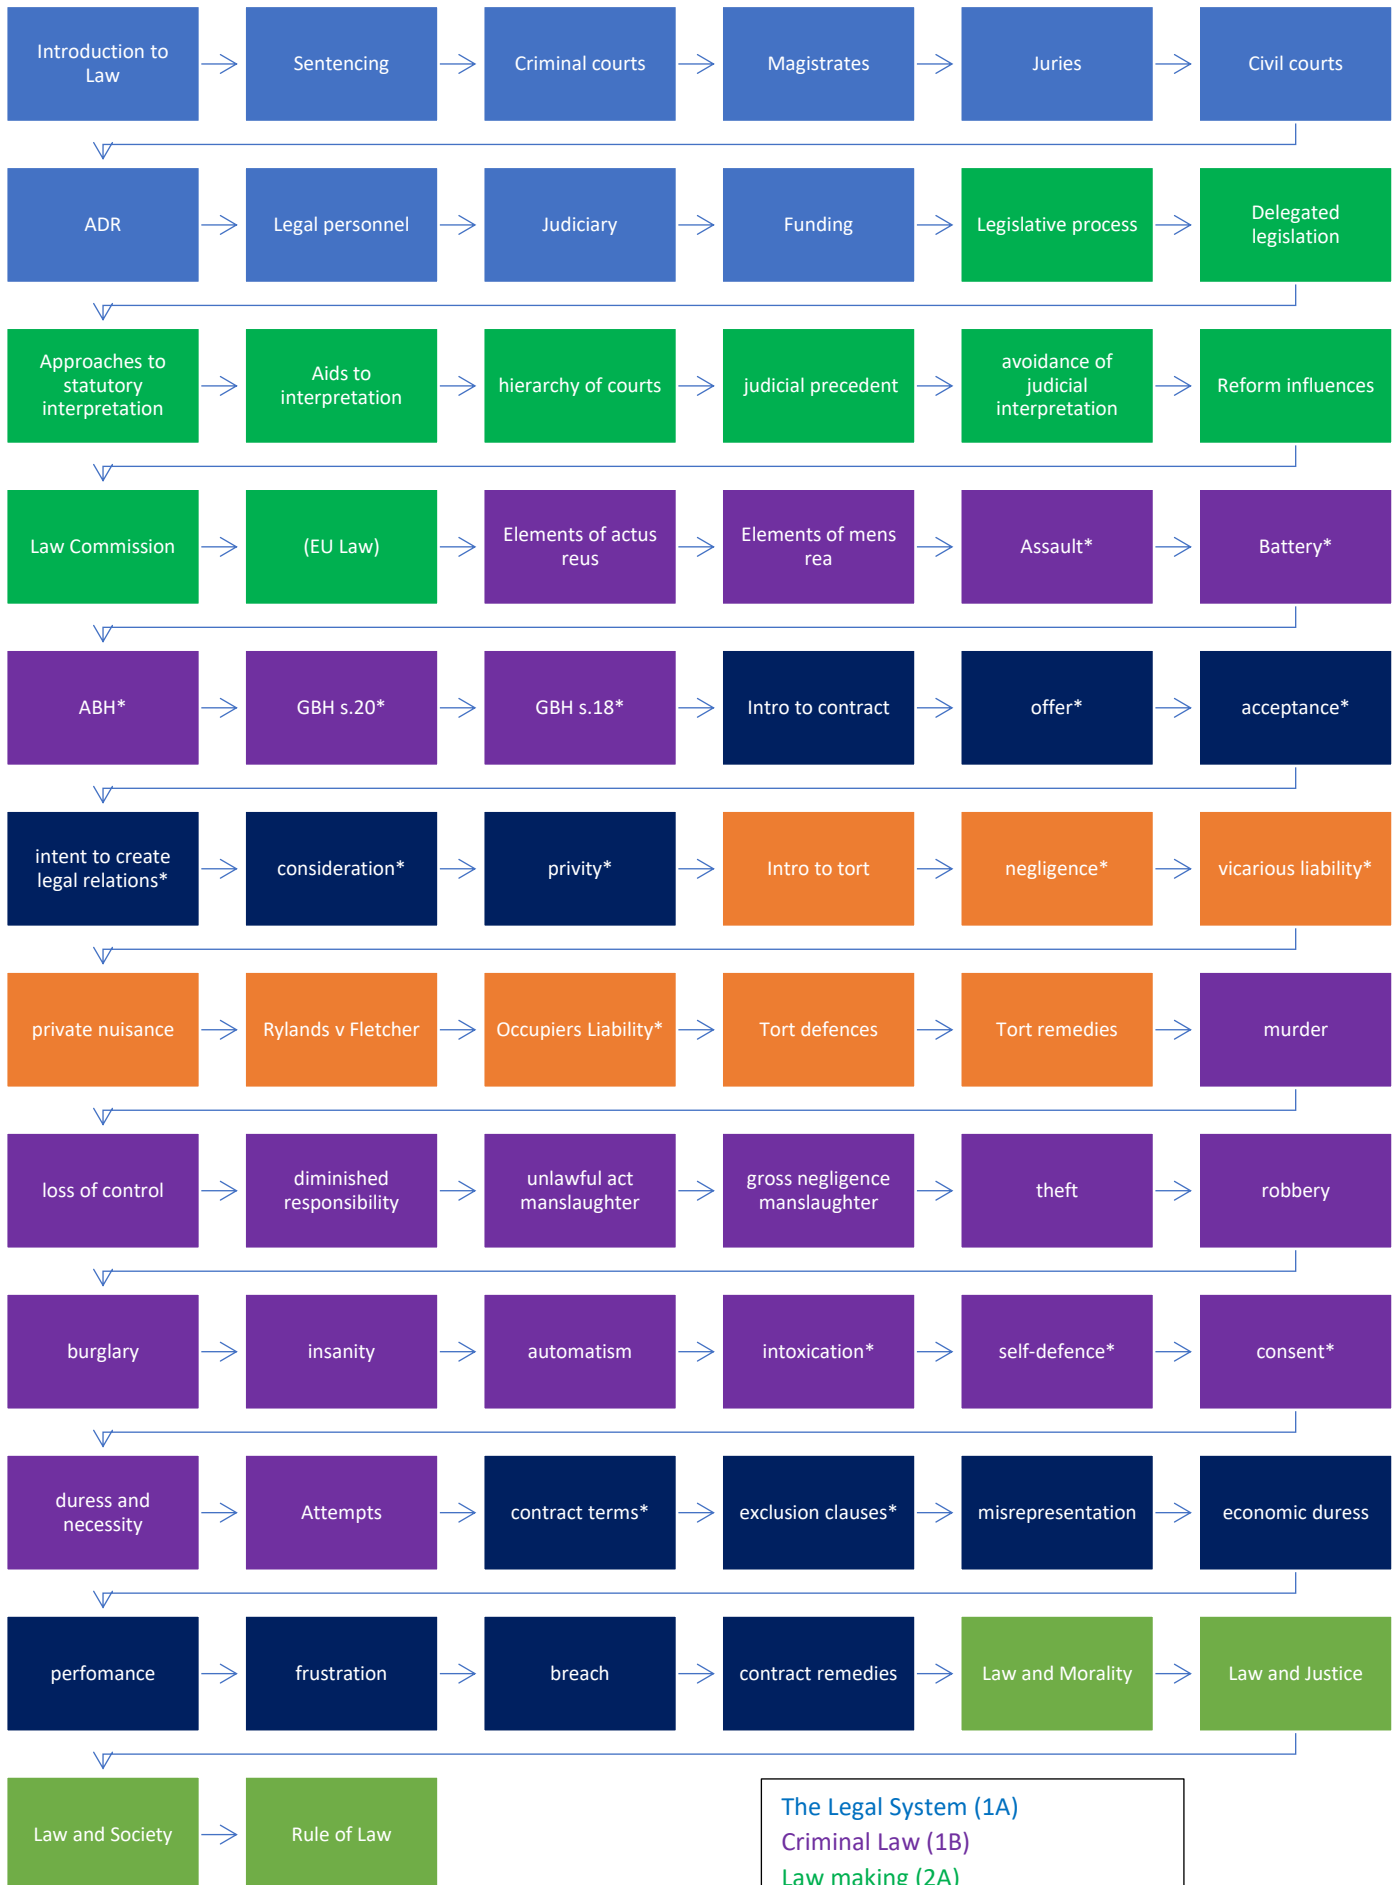 Introduction to
Law
Sentencing
Criminal courts
Magistrates
Juries
Civil courts
ADR
Legal personnel
Judiciary
Funding
Legislative process
Delegated
legislation
Approaches to
statutory
interpretation
Aids to
interpretation
hierarchy of courts
judicial precedent
avoidance of
judicial
interpretation
Reform influences
Law Commission
(EU Law)
Elements of actus
reus
Elements of mens
rea
Assault*
Battery*
ABH*
GBH s.20*
GBH s.18*
Intro to contract
offer*
acceptance*
intent to create
legal relations*
consideration*
privity*
Intro to tort
negligence*
vicarious liability*
private nuisance
Rylands v Fletcher
Occupiers Liability*
Tort defences
Tort remedies
murder
loss of control
diminished
responsibility
unlawful act
manslaughter
gross negligence
manslaughter
theft
robbery
burglary
insanity
automatism
intoxication*
self-defence*
consent*
duress and
necessity
Attempts
contract terms*
exclusion clauses*
misrepresentation
economic duress
perfomance
frustration
breach
contract remedies
Law and Morality
Law and Justice
Law and Society
Rule of Law
The Legal System (1A)
Criminal Law (1B)
Law making (2A)